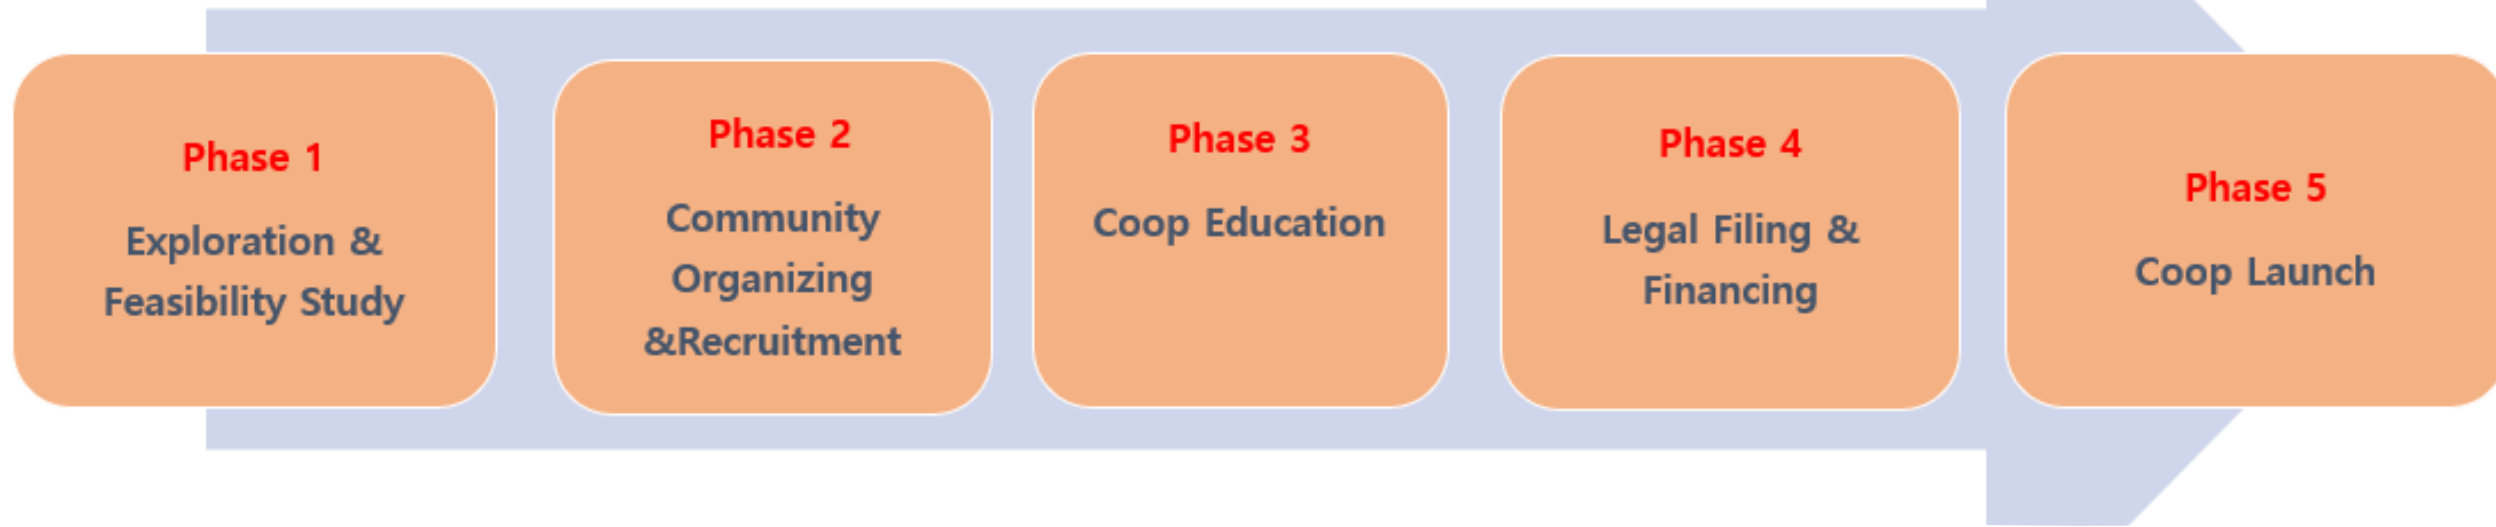 Phase 1
Exploration &
Feasibility Study
Phase 2
Community
Organizing
&Recruitment
Phase 3
Coop Education
Phase 4
Legal Filing &
Financing
Phase 5
Coop Launch